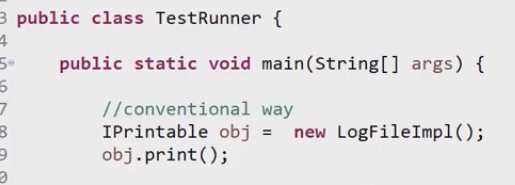 3 public class TestRunner {
4
5 public static void main(String[] args) {
6
7 //conventional way
8 IPrintable obj = new LogFileImpl();
9 obj.print();
0